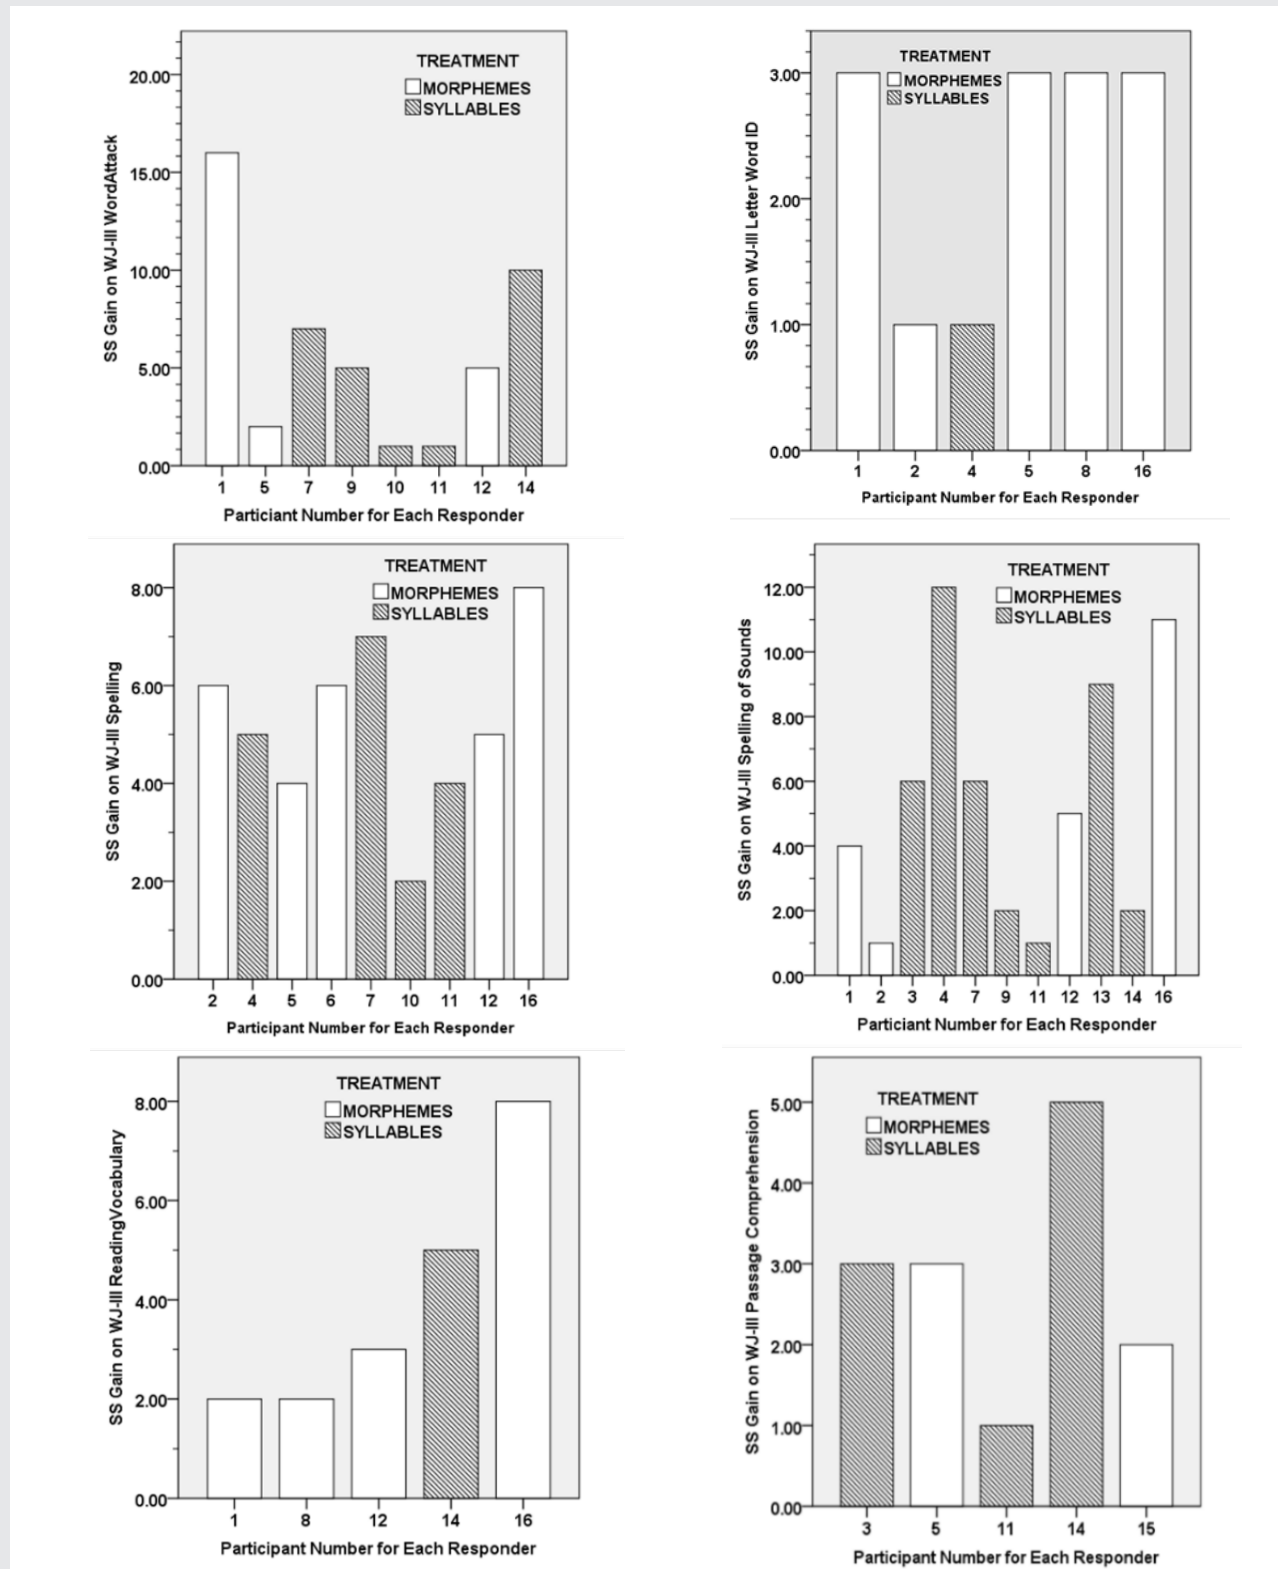 TREATMENT
MORPHEMES
SYLLABLES
SS Gain on WJ-III WordAttack
20.00
15.00
10.00
5.00
0.00
1 5 7 9 10 11 12 14
Particiant Number for Each Responder
TREATMENT
MORPHEMES
SYLLABLES
SS Gain on WJ-III Letter Word ID
3.00
2.00
1.00
0.00
1 2 4 5 8 16
Participant Number for Each Responder
TREATMENT
MORPHEMES
SYLLABLES
SS Gain on WJ-III Spelling
8.00
6.00
4.00
2.00
0.00
2 4 5 6 7 10 11 12 16
Participant Number for Each Responder
TREATMENT
MORPHEMES
SYLLABLES
SS Gain on WJ-III Spelling of Sounds
12.00
10.00
8.00
6.00
4.00
2.00
0.00
1 2 3 4 7 9 11 12 13 14 16
Particiant Number for Each Responder
TREATMENT
MORPHEMES
SYLLABLES
SS Gain on WJ-III ReadingVocabulary
8.00
6.00
4.00
2.00
0.00
1 8 12 14 16
Participant Number for Each Responder
TREATMENT
MORPHEMES
SYLLABLES
SS Gain on WJ-III Passage Comprehension
5.00
4.00
3.00
2.00
1.00
0.00
3 5 11 14 15
Participant Number for Each Responder